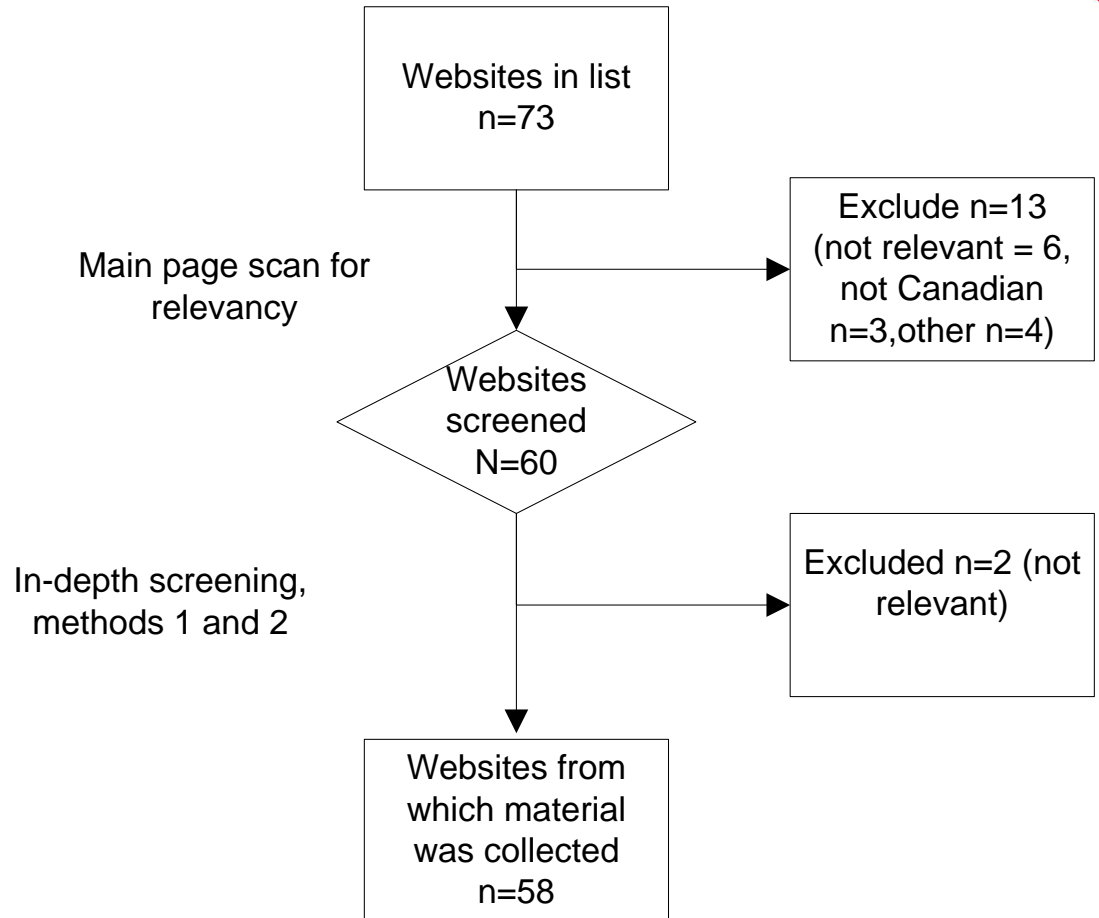 Websites in list
n=73
Main page scan for
relevancy
Exclude n=13
(not relevant = 6,
not Canadian
n=3,other n=4)
Websites
screened
N=60
In-depth screening,
methods 1 and 2
Excluded n=2 (not
relevant)
Websites from
which material
was collected
n=58